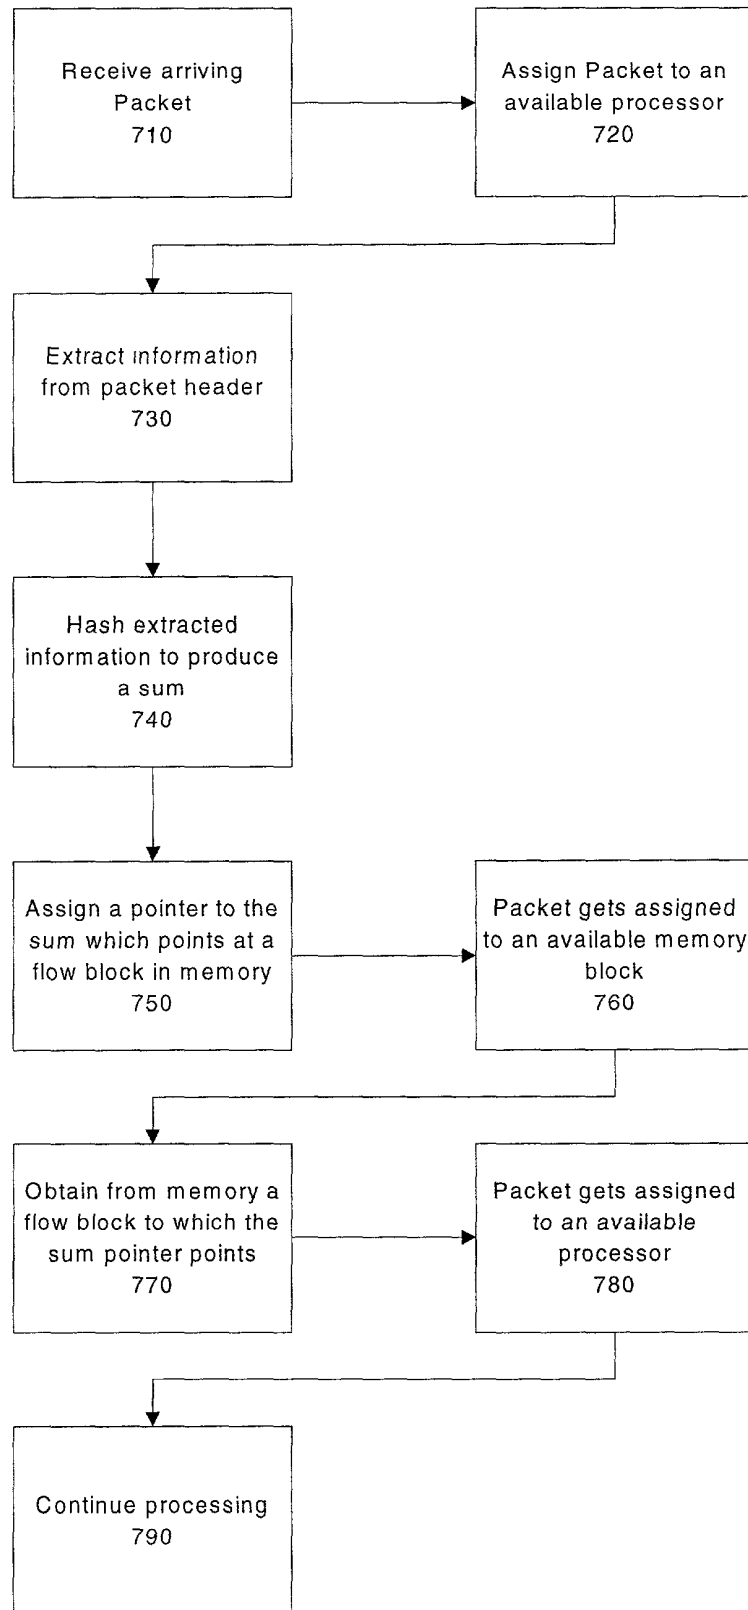 Receive arriving
Packet
710
Assign Packet to an
available processor
720
Extract information
from packet header
730
Hash extracted
information to produce
a sum
740
Assign a pointer to the
sum which points at a
flow block in memory
750
Packet gets assigned
to an available memory
block
760
Obtain from memory a
flow block to which the
sum pointer points
770
Packet gets assigned
to an available
processor
780
Continue processing
790